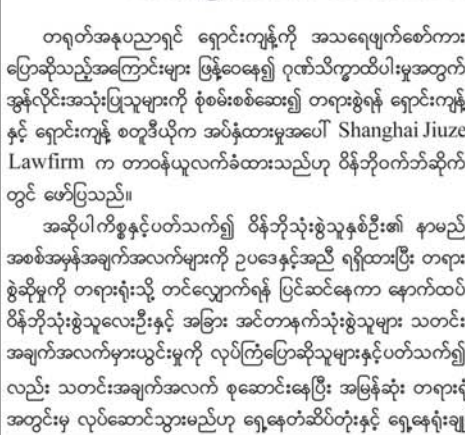 တရုတ်အနုပညာရှင် ရှောင်းကျန့်ကို အသရေဖျက်စော်ကား
ပြောဆိုသည့်အကြောင်းများ ဖြန့်ဝေနေ၍ ဂုဏ်သိက္ခာထိပါးမှုအတွက်
အွန်လိုင်းအသုံးပြုသူများကို စုံစမ်းစစ်ဆေး၍ တရားစွဲရန် ရှောင်းကျန့်
နှင့် ရှောင်းကျန့် စတူဒီယိုက အပ်နှံထားမှုအပေါ် Shanghai Jiuze
Lawfirm က တာဝန်ယူလက်ခံထားသည်ဟု ဝိန်ဘိုဝက်ဘ်ဆိုက်
တွင် ဖော်ပြသည်။
အဆိုပါကိစ္စနှင့်ပတ်သက်၍ ဝိန်ဘိုသုံးစွဲသူနှစ်ဦး၏ နာမည်
အစစ်အမှန်အချက်အလက်များကို ဥပဒေနှင့်အညီ ရရှိထားပြီး တရား
စွဲဆိုမှုကို တရားရုံးသို့ တင်လျှောက်ရန် ပြင်ဆင်နေကာ နောက်ထပ်
ဝိန်ဘိုသုံးစွဲသူလေးဦးနှင့် အခြား အင်တာနက်သုံးစွဲသူများ သတင်း
အချက်အလက်မှားယွင်းမှုကို လုပ်ကြံပြောဆိုသူများနှင့်ပတ်သက်၍
လည်း သတင်းအချက်အလက် စုဆောင်းနေပြီး အမြန်ဆုံး တရားရုံ
အတွင်းမှ လုပ်ဆောင်သွားမည်ဟု ရှေ့နေတံဆိပ်တုံးနှင့် ရှေ့နေရုံးချု